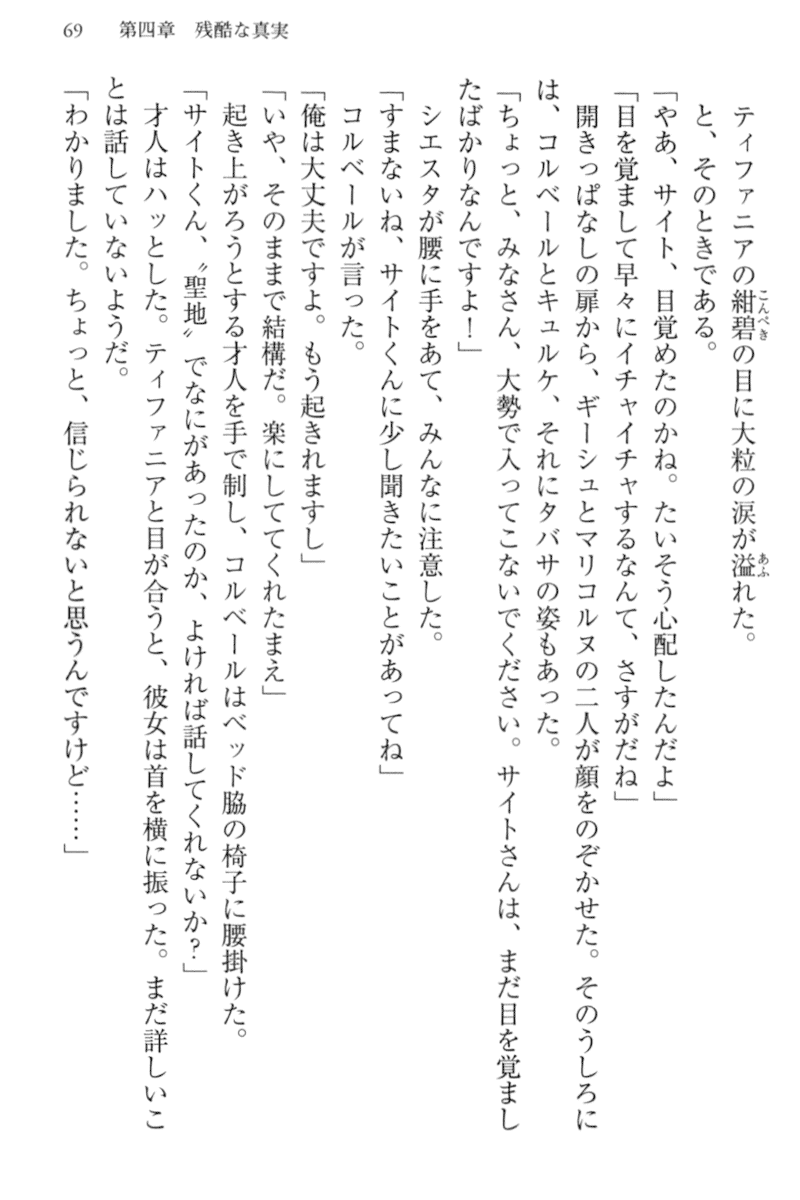 69　第四章　残酷な真実
ティファニアの紺碧の目に大粒の涙が溢れた。
と、そのときである。
「やあ、サイト、目覚めたのかね。たいそう心配したんだよ」
「目を覚まして早々にイチャイチャするなんて、さすがだね」
開きっぱなしの扉から、ギーシュとマリコルヌの二人が顔をのぞかせた。そのうしろに
は、コルベールとキュルケ、それにタバサの姿もあった。
「ちょっと、みなさん、大勢で入ってこないでください。サイトさんは、まだ目を覚まし
たばかりなんですよ！」
シエスタが腰に手をあて、みんなに注意した。
「すまないね、サイトくんに少し聞きたいことがあってね」
コルベールが言った。
「俺は大丈夫ですよ。もう起きれますし」
「いや、そのままで結構だ。楽にしててくれたまえ」
起き上がろうとする才人を手で制し、コルベールはベッド脇の椅子に腰掛けた。
「サイトくん、〝聖地〟でなにがあったのか、よければ話してくれないか？」
才人はハッとした。ティファニアと目が合うと、彼女は首を横に振った。まだ詳しいこ
とは話していないようだ。
「わかりました。ちょっと、信じられないと思うんですけど……」